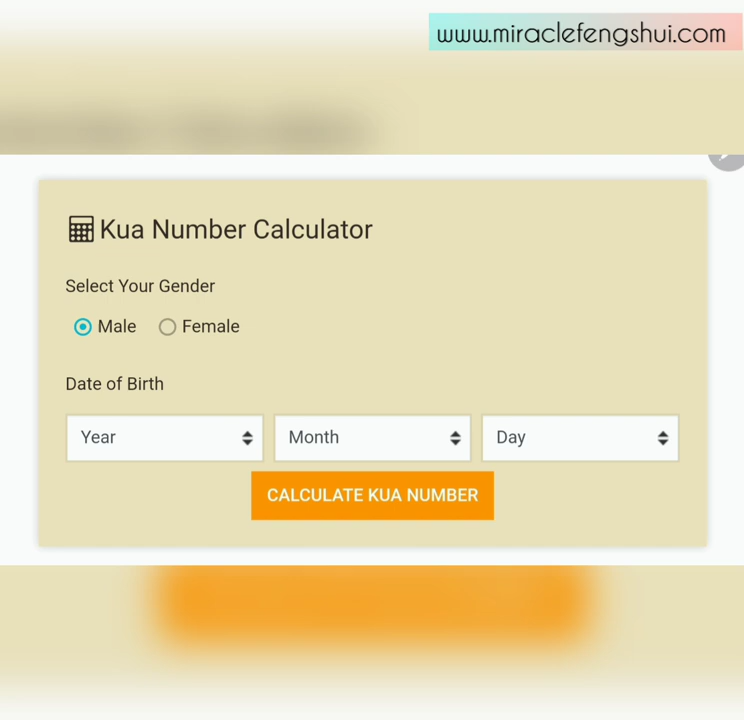 www.miraclefengshui.com
Kua Number Calculator
Select Your Gender
Male Female
Date of Birth
Year Month Day
CALCULATE KUA NUMBER